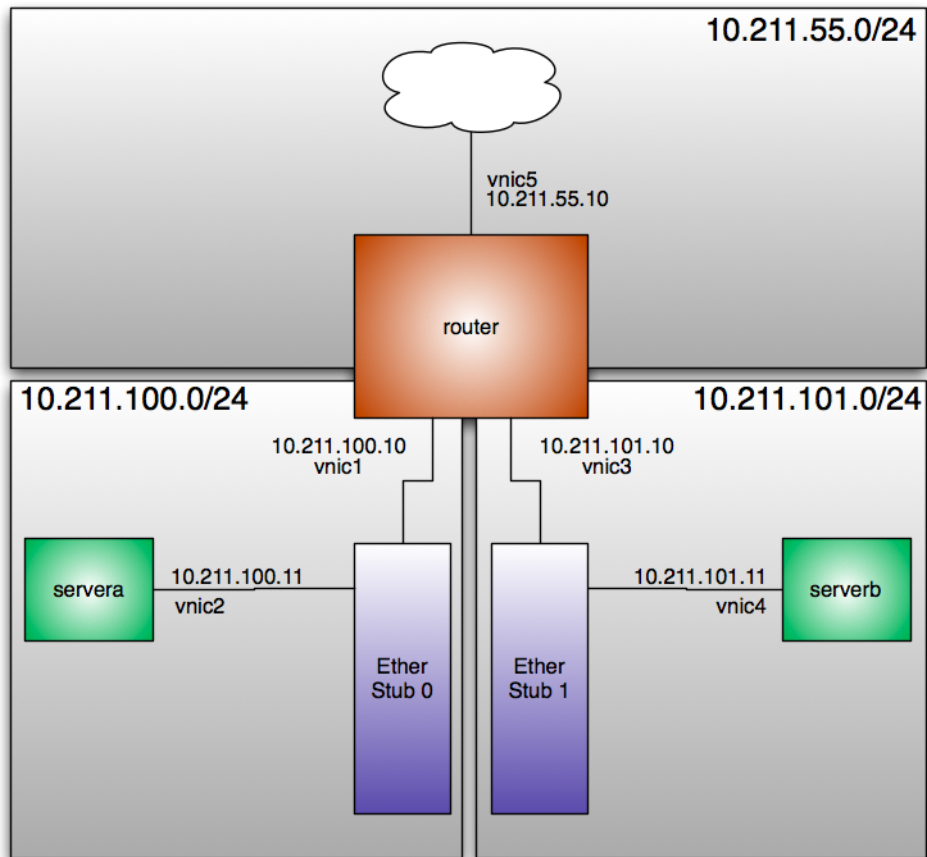 10.211.55.0/24
vnic5
10.211.55.10
router
10.211.100.0/24
10.211.101.0/24
10.211.100.10
vnic1
10.211.101.10
vnic3
servera
10.211.100.11
vnic2
10.211.101.11
vnic4
serverb
Ether
Stub 0
Ether
Stub 1